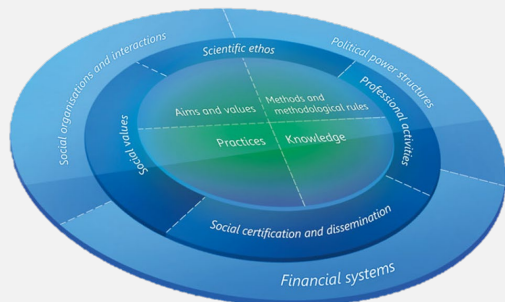 Social organisations and interactions
Political power structures
Scientific ethos
Professional activities
Aims and values
Methods and
methodological rules
Practices
Knowledge
Social values
Social certification and dissemination
Financial systems